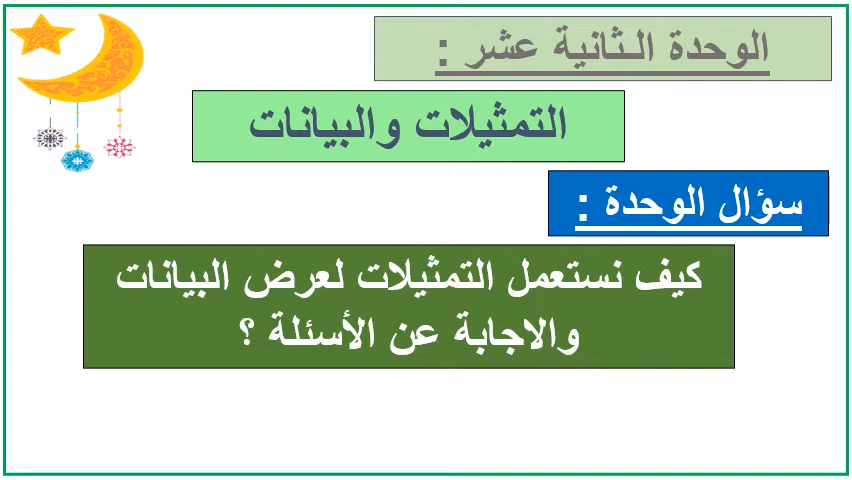 الوحدة الثانية عشر :
التمثيلات والبيانات
سؤال الوحدة :
كيف نستعمل التمثيلات لعرض البيانات
والاجابة عن الأسئلة ؟